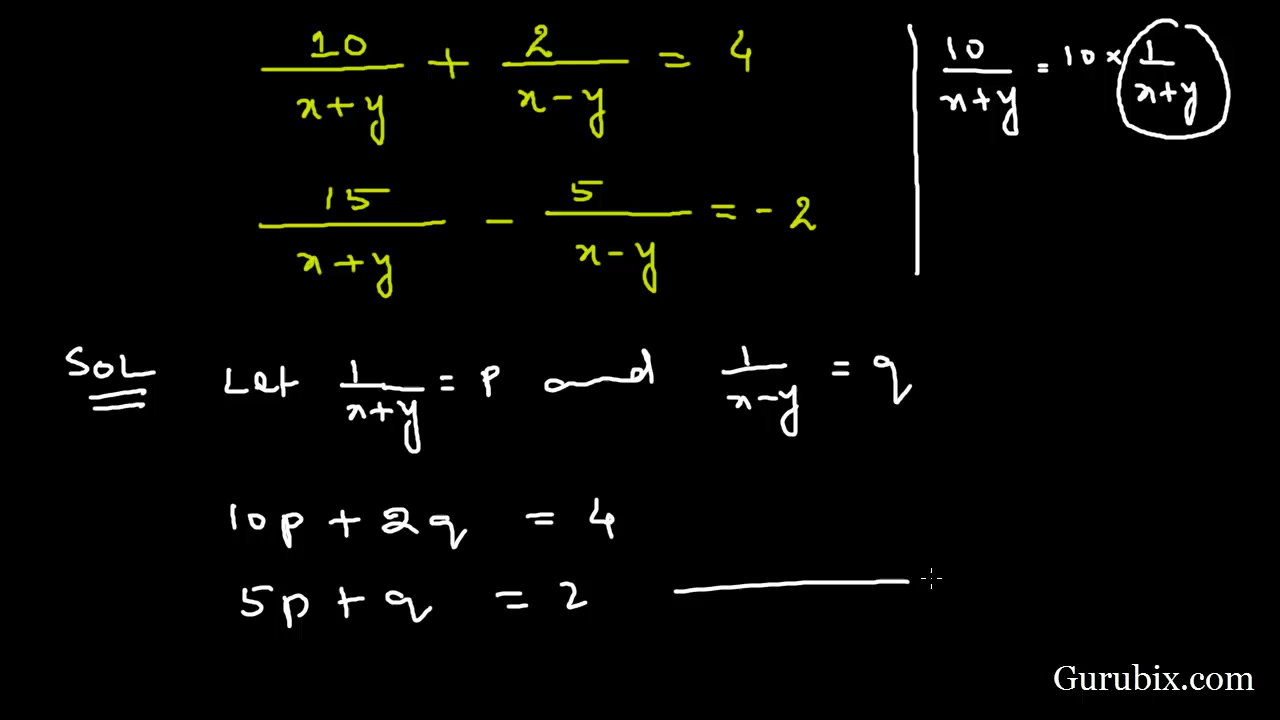 10/(x+y) + 2/(x-y) = 4
10/(x+y) = 10 × 1/(x+y)
15/(x+y) - 5/(x-y) = -2
SOL Let 1/(x+y) = p and 1/(x-y) = q
10p + 2q = 4
5p + q = 2
Gurubix.com